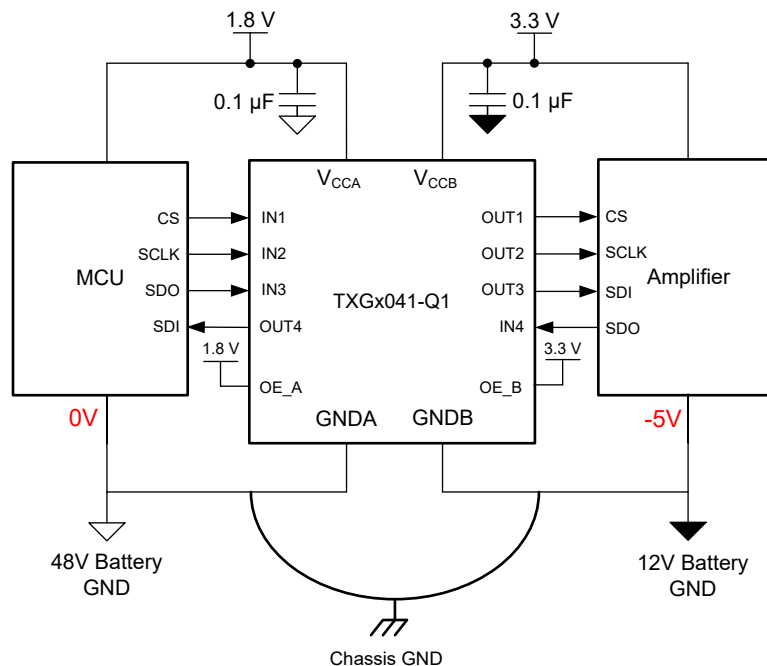 1.8 V
3.3 V
0.1 µF
0.1 µF
VCCA
VCCB
CS
IN1
OUT1
CS
SCLK
IN2
OUT2
SCLK
MCU
TXGx041-Q1
Amplifier
SDO
IN3
OUT3
SDI
SDI
OUT4
IN4
SDO
1.8 V
3.3 V
OE_A
OE_B
GNDA
GNDB
0V
-5V
48V Battery
GND
12V Battery
GND
Chassis GND